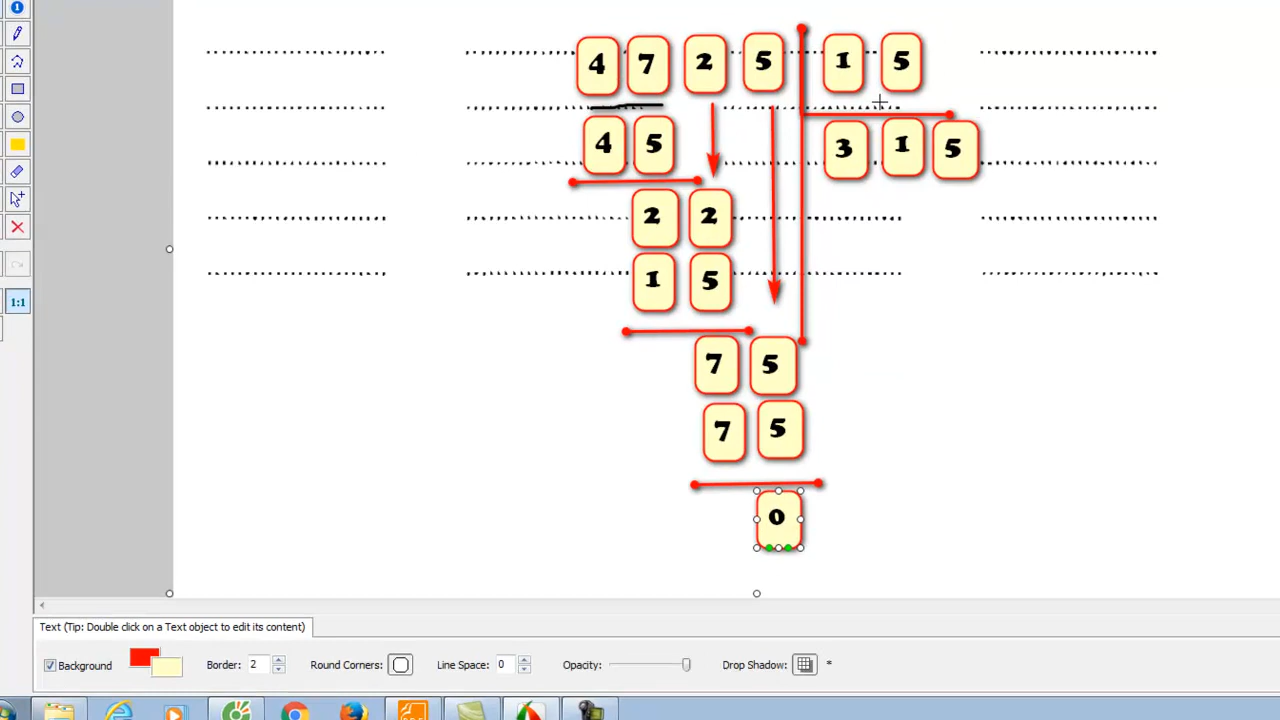 4 7 2 5 1 5
4 5 3 1 5
2 2
1 5
7 5
7 5
0
1:1
Text (Tip: Double click on a Text object to edit its content)
Background Border: 2 Round Corners: Line Space: 0 Opacity: Drop Shadow: *